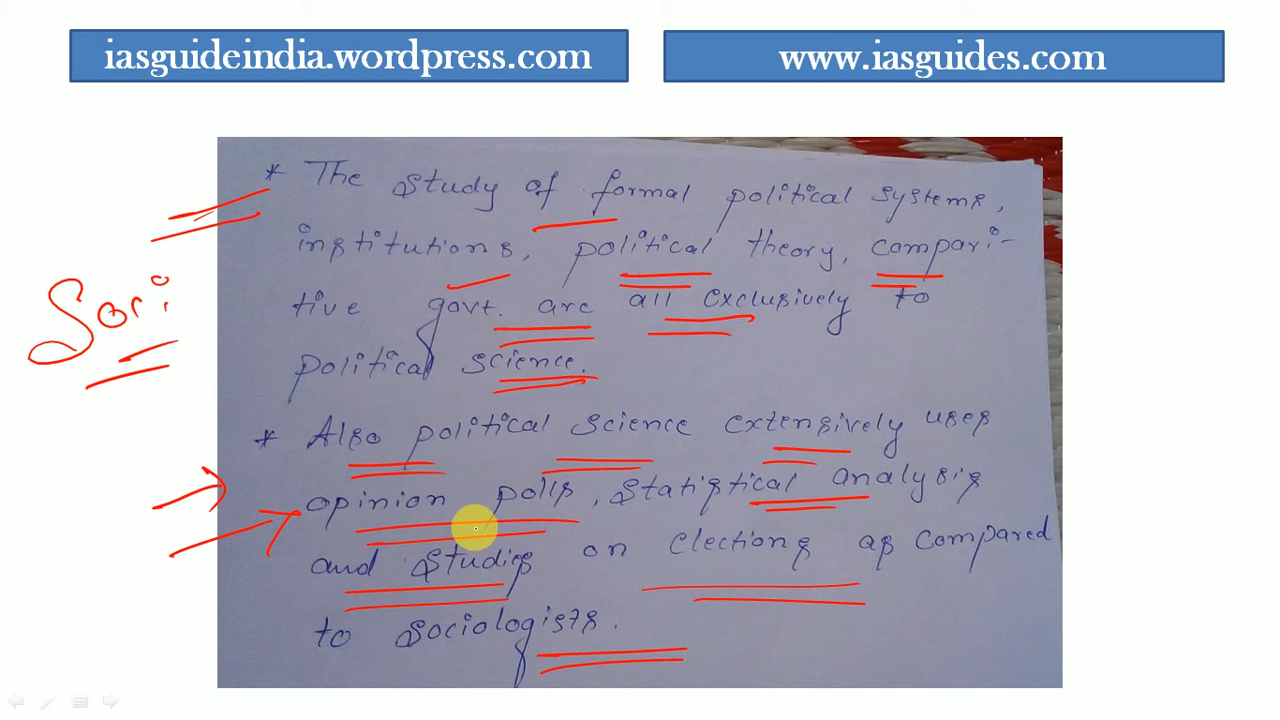 iasguideindia.wordpress.com
www.iasguides.com
* The study of formal political systems,
institutions, political theory, compari-
tive govt. are all exclusively to
political science.
* Also political science extensively uses
opinion polls, statistical analysis
and studies on elections as compared
to sociologists.
Sori